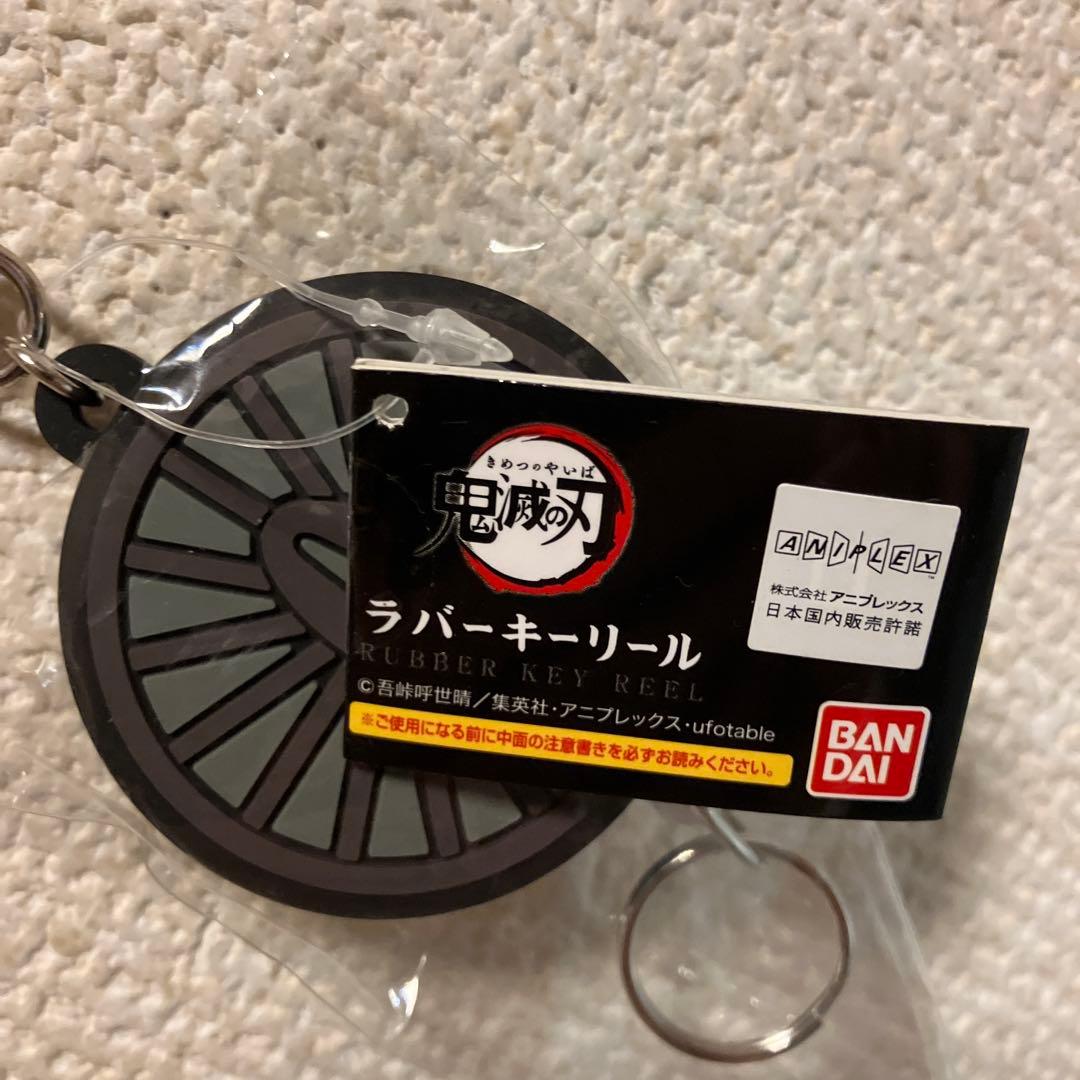 きめつのやいば
鬼滅の刃
ラバーキーリール
RUBBER KEY REEL
©吾峠呼世晴／集英社・アニプレックス・ufotable
※ご使用になる前に中面の注意書きを必ずお読みください。
ANIPLEX™
株式会社 アニプレックス
日本国内販売許諾
BAN
DAI